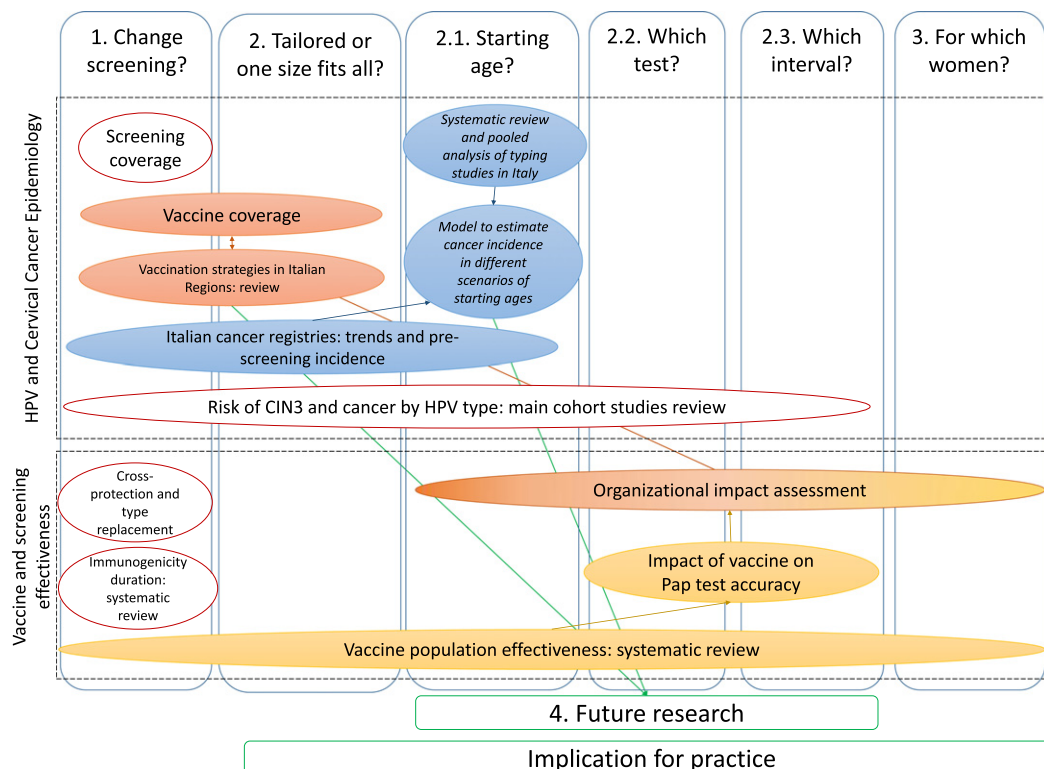 1. Change
screening?
2. Tailored or
one size fits all?
2.1. Starting
age?
2.2. Which
test?
2.3. Which
interval?
3. For which
women?
HPV and Cervical Cancer Epidemiology
Screening
coverage
Systematic review
and pooled
analysis of typing
studies in Italy
Vaccine coverage
Model to estimate
cancer incidence
in different
scenarios of
starting ages
Vaccination strategies in Italian
Regions: review
Italian cancer registries: trends and pre-
screening incidence
Risk of CIN3 and cancer by HPV type: main cohort studies review
Vaccine and screening
effectiveness
Cross-
protection and
type
replacement
Organizational impact assessment
Immunogenicity
duration:
systematic
review
Impact of vaccine on
Pap test accuracy
Vaccine population effectiveness: systematic review
4. Future research
Implication for practice